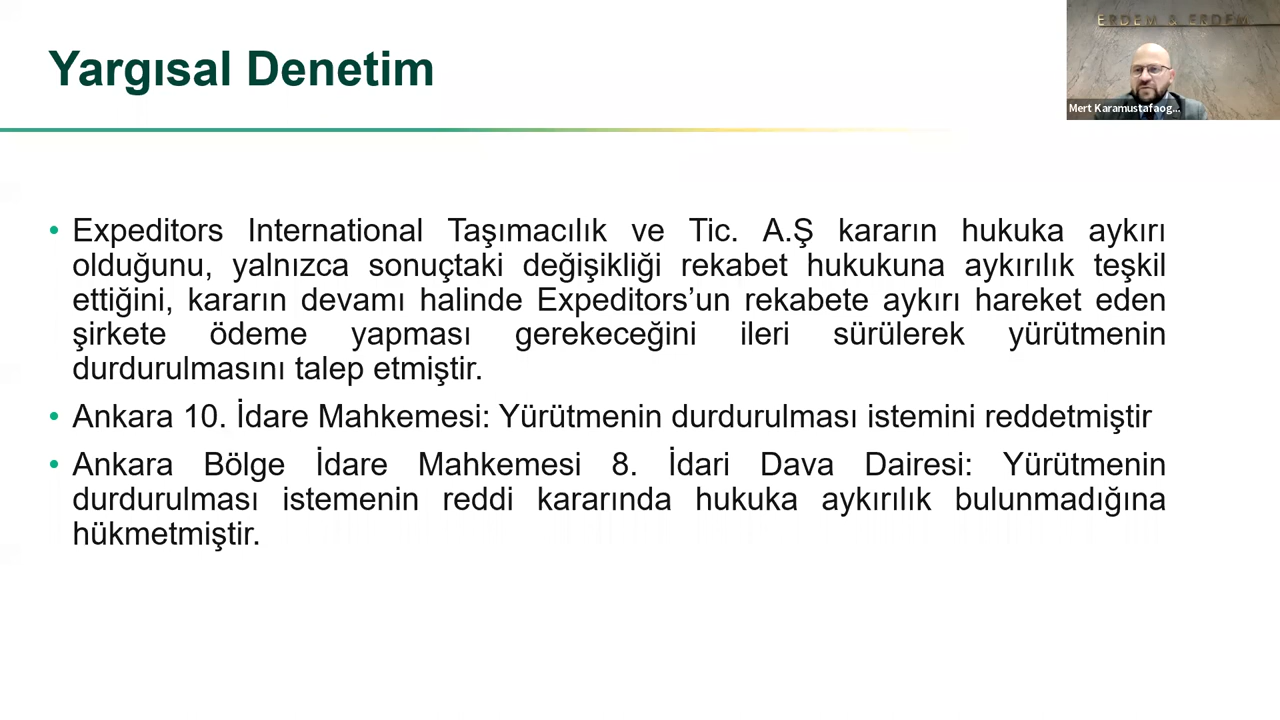 Yargısal Denetim
ERDEM & ERDEM
Mert Karamustafaog...
• Expeditors International Taşımacılık ve Tic. A.Ş kararın hukuka aykırı
olduğunu, yalnızca sonuçtaki değişikliği rekabet hukukuna aykırılık teşkil
ettiğini, kararın devamı halinde Expeditors’un rekabete aykırı hareket eden
şirkete ödeme yapması gerekeceğini ileri sürülerek yürütmenin
durdurulmasını talep etmiştir.
• Ankara 10. İdare Mahkemesi: Yürütmenin durdurulması istemini reddetmiştir
• Ankara Bölge İdare Mahkemesi 8. İdari Dava Dairesi: Yürütmenin
durdurulması istemenin reddi kararında hukuka aykırılık bulunmadığına
hükmetmiştir.